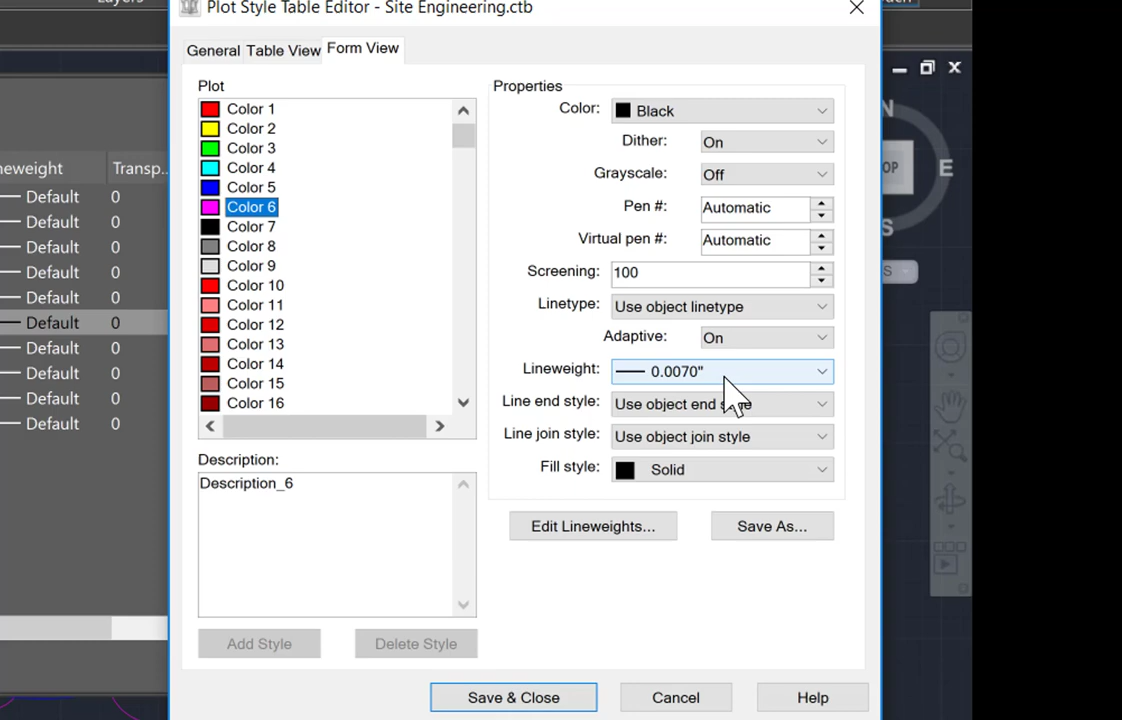 Layers
Plot Style Table Editor - Site Engineering.ctb
General Table View Form View
Plot
Color 1
Color 2
Color 3
Color 4
Color 5
Color 6
Color 7
Color 8
Color 9
Color 10
Color 11
Color 12
Color 13
Color 14
Color 15
Color 16
Description:
Description_6
Add Style Delete Style
Properties
Color: Black
Dither: On
Grayscale: Off
Pen #: Automatic
Virtual pen #: Automatic
Screening: 100
Linetype: Use object linetype
Adaptive: On
Lineweight: 0.0070"
Line end style: Use object end
Line join style: Use object join style
Fill style: Solid
Edit Lineweights... Save As...
Save & Close Cancel Help
neweight Transp...
Default 0
Default 0
Default 0
Default 0
Default 0
Default 0
Default 0
Default 0
Default 0
Default 0
N
OP E
S
S